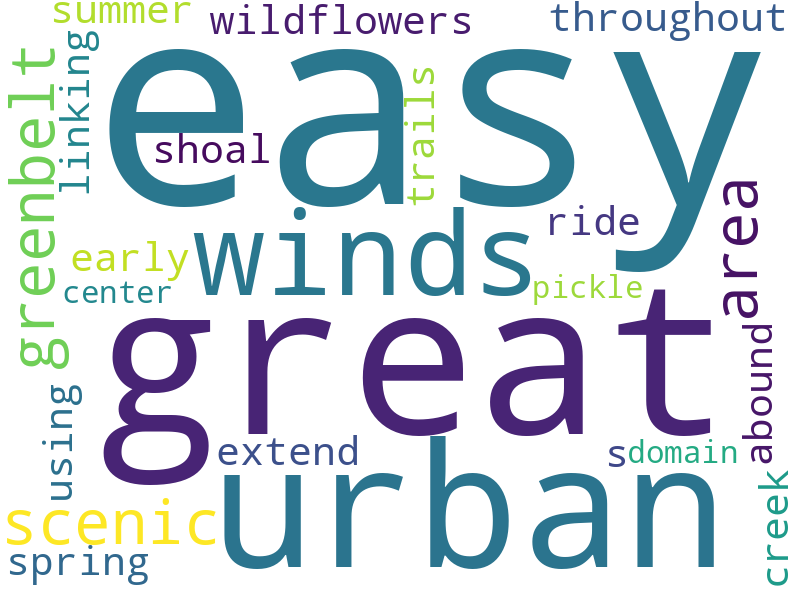 summer
wildflowers
throughout
easy
linking
greenbelt
shoal
trails
area
winds
ride
early
center
pickle
great
abound
using
extend
s
domain
urban
scenic
spring
creek